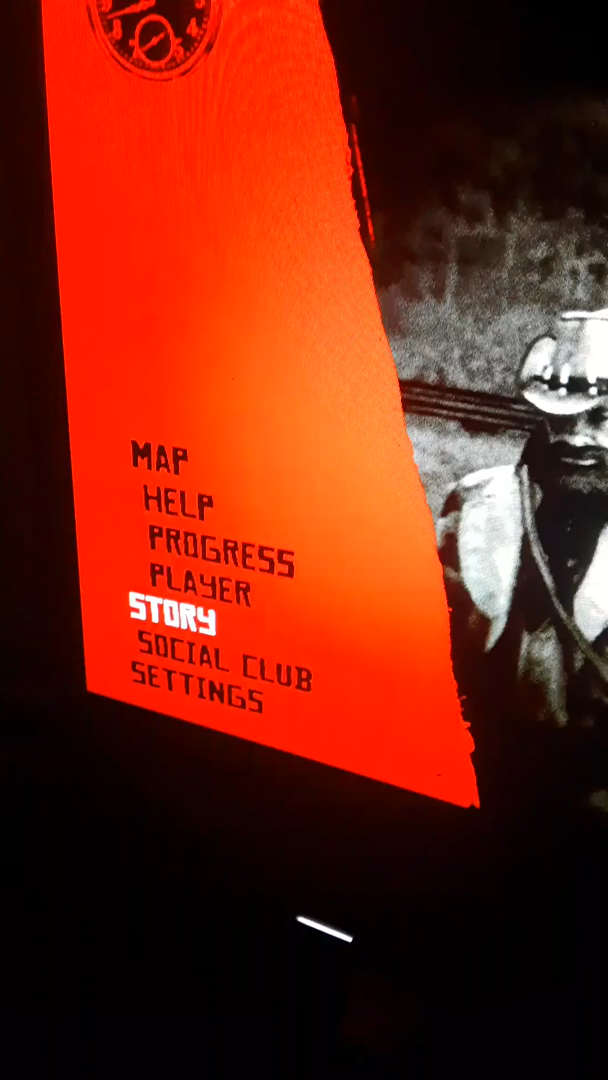 MAP
HELP
PROGRESS
PLAYER
STORY
SOCIAL CLUB
SETTINGS